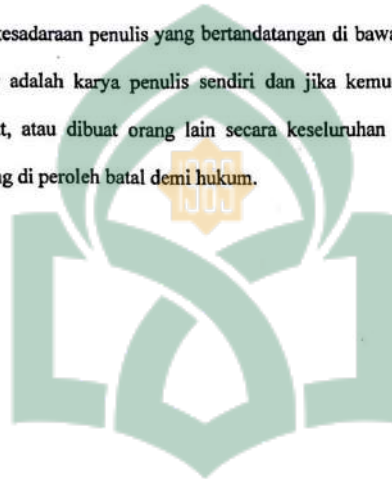 kesadaraan penulis yang bertandatangan di bawa
adalah karya penulis sendiri dan jika kemu
t, atau dibuat orang lain secara keseluruhan
g di peroleh batal demi hukum.
1965